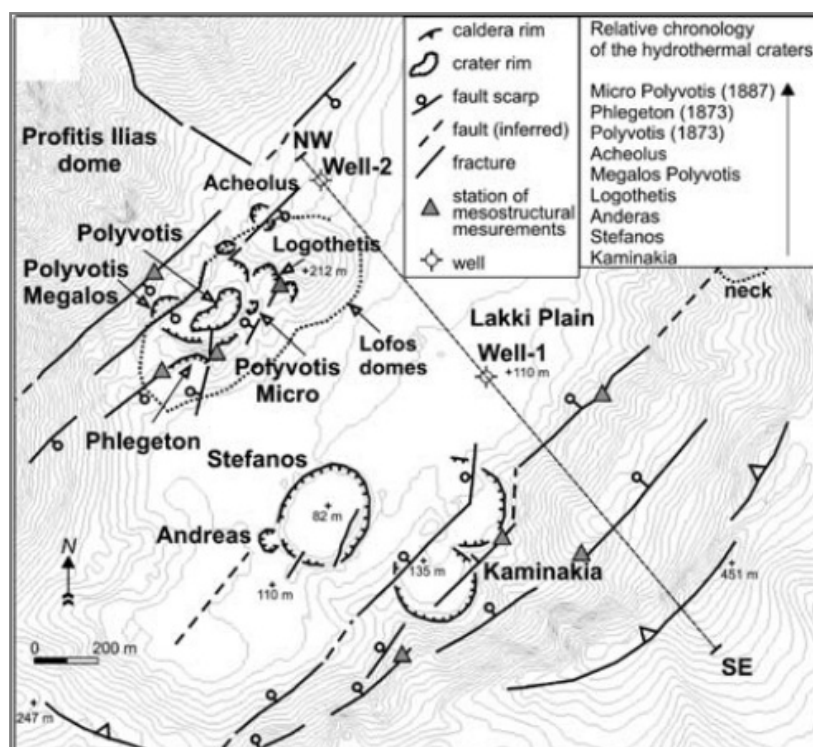 caldera rim
crater rim
fault scarp
fault (inferred)
fracture
station of
mesostructural
mesurements
well
Relative chronology
of the hydrothermal craters
Micro Polyvotis (1887)
Phlegeton (1873)
Polyvotis (1873)
Acheolus
Megalos Polyvotis
Logothetis
Anderas
Stefanos
Kaminakia
Profitis Ilias
dome
NW
Well-2
Acheolus
Polyvotis
Logothetis
+212 m
Polyvotis
Megalos
neck
Lakki Plain
Lofos
domes
Well-1
+110 m
Polyvotis
Micro
Phlegeton
Stefanos
82 m
Andreas
N
110 m
135 m
Kaminakia
451 m
0 200 m
SE
247 m